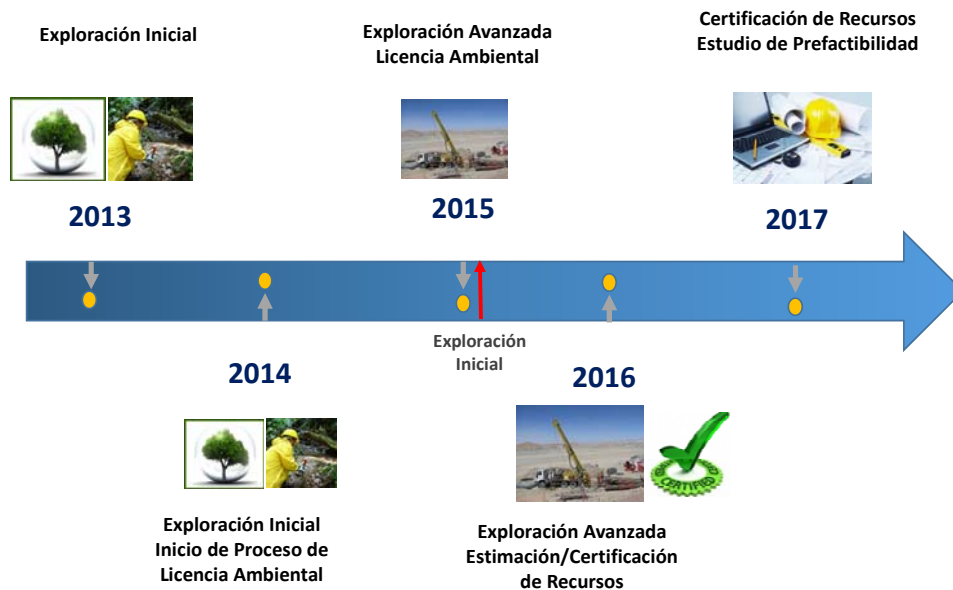 Exploración Inicial
Exploración Avanzada
Licencia Ambiental
Certificación de Recursos
Estudio de Prefactibilidad
2013
2015
2017
Exploración
Inicial
2014
2016
CERTIFIED
Exploración Inicial
Inicio de Proceso de
Licencia Ambiental
Exploración Avanzada
Estimación/Certificación
de Recursos